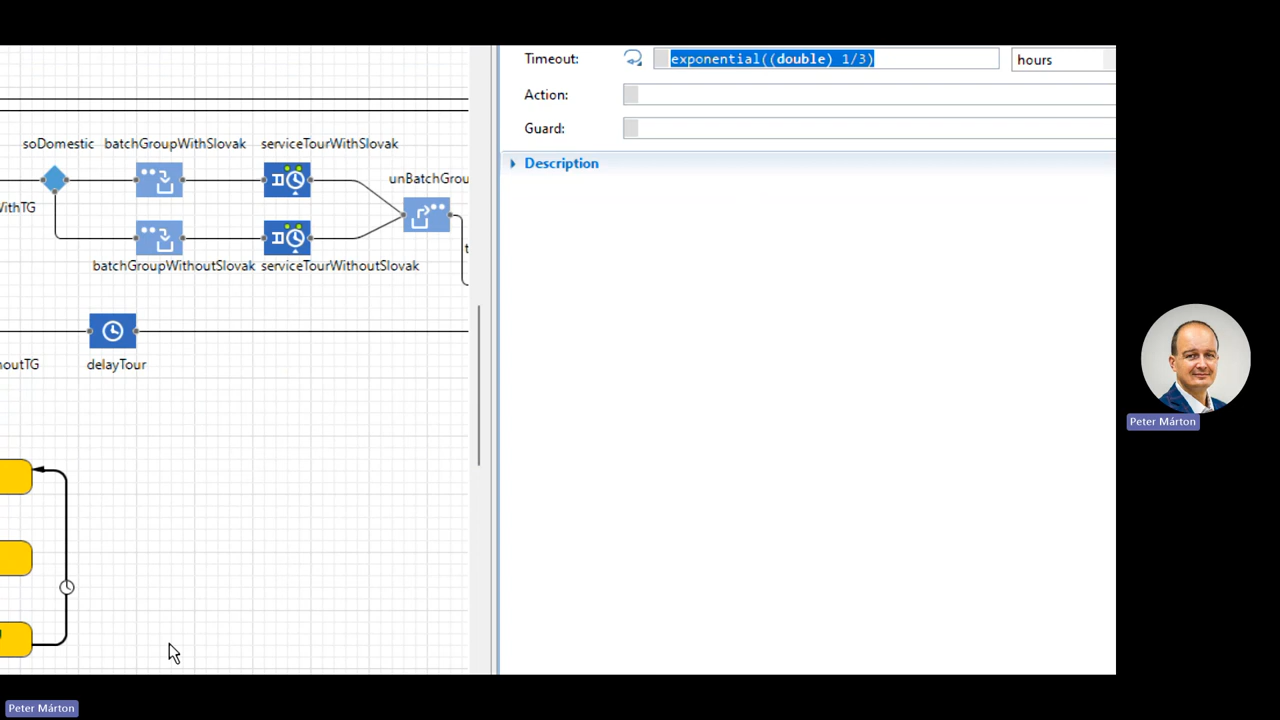 Timeout:
exponential((double) 1/3)
hours
Action:
Guard:
Description
soDomestic
batchGroupWithSlovak
serviceTourWithSlovak
unBatchGrou
WithTG
batchGroupWithoutSlovak
serviceTourWithoutSlovak
houtTG
delayTour
Peter Márton
Peter Márton